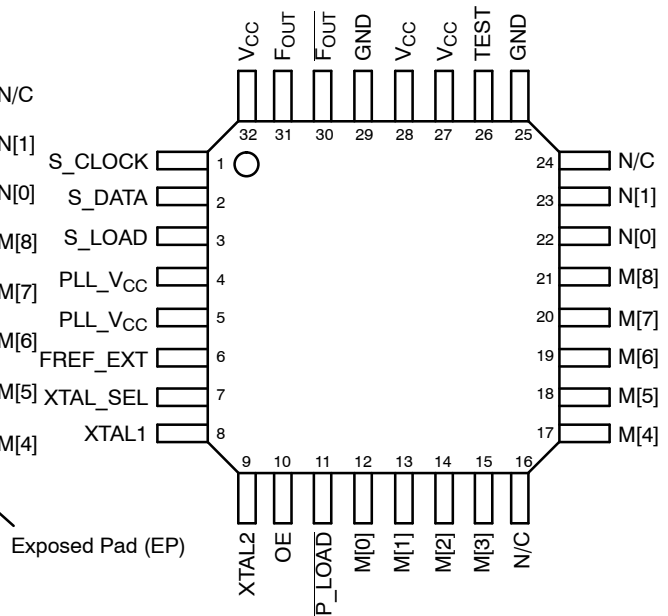 VCC
FOUT
FOUT
GND
VCC
VCC
TEST
GND
32
31
30
29
28
27
26
25
N/C
N[1]
N[0]
M[8]
M[7]
M[6]
M[5]
M[4]
Exposed Pad (EP)
S_CLOCK 1
S_DATA 2
S_LOAD 3
PLL_VCC 4
PLL_VCC 5
FREF_EXT 6
XTAL_SEL 7
XTAL1 8
24 N/C
23 N[1]
22 N[0]
21 M[8]
20 M[7]
19 M[6]
18 M[5]
17 M[4]
9
10
11
12
13
14
15
16
XTAL2
OE
P_LOAD
M[0]
M[1]
M[2]
M[3]
N/C